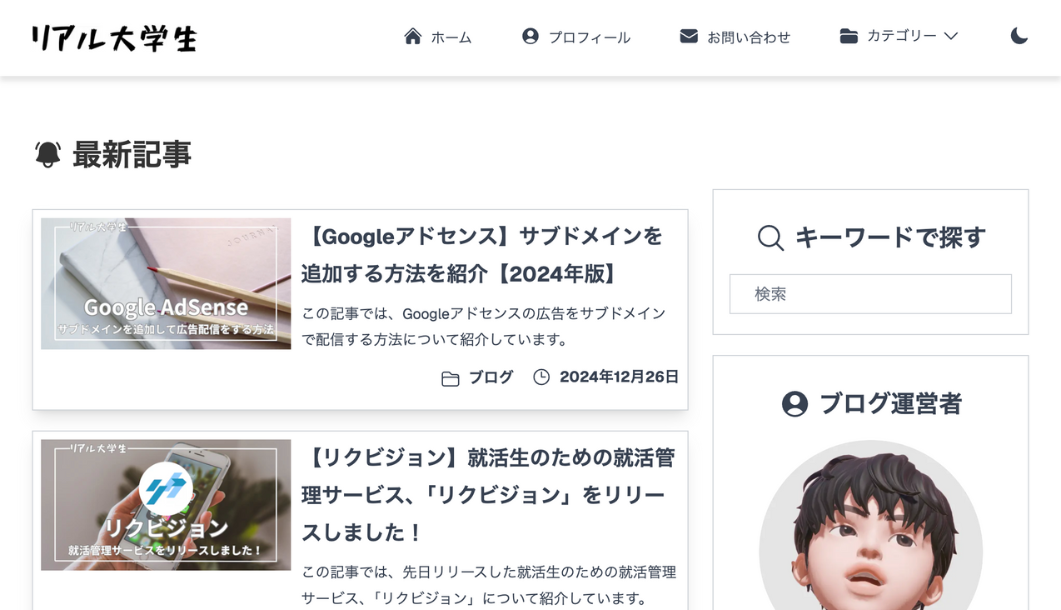 リアル大学生
ホーム
プロフィール
お問い合わせ
カテゴリー
最新記事
リアル大学生
JOURNEY
Google AdSense
サブドメインを追加して広告配信をする方法
【Googleアドセンス】サブドメインを
追加する方法を紹介【2024年版】
この記事では、Googleアドセンスの広告をサブドメイン
で配信する方法について紹介しています。
ブログ
2024年12月26日
リアル大学生
リクビジョン
就活管理サービスをリリースしました！
【リクビジョン】就活生のための就活管
理サービス、「リクビジョン」をリリー
スしました！
この記事では、先日リリースした就活生のための就活管理
サービス、「リクビジョン」について紹介しています。
キーワードで探す
検索
ブログ運営者